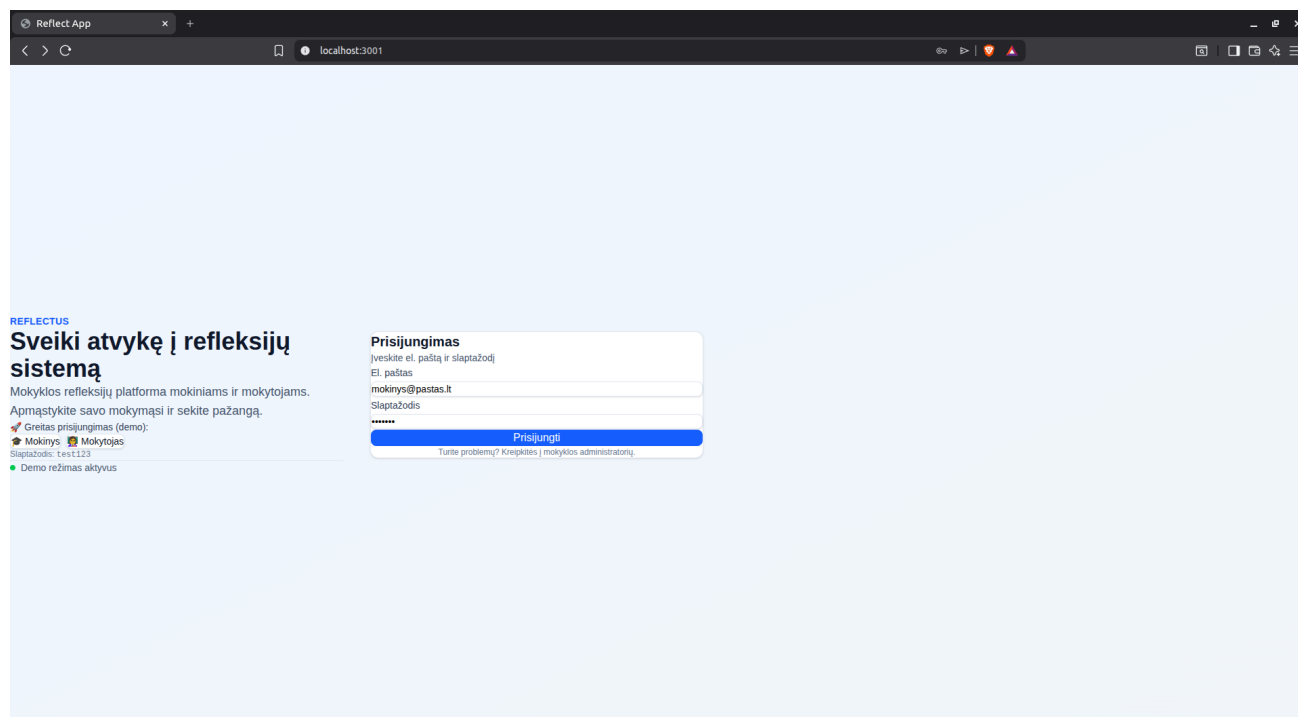 Reflect App
localhost:3001
REFLECTUS
Sveiki atvykę į refleksijų
sistemą
Mokyklos refleksijų platforma mokiniams ir mokytojams.
Apmąstykite savo mokymąsi ir sekite pažangą.
🚀 Greitas prisijungimas (demo):
🎓 Mokinys 👩‍🏫 Mokytojas
Slaptažodis: test123
Demo režimas aktyvus
Prisijungimas
Įveskite el. paštą ir slaptažodį
El. paštas
mokinys@pastas.lt
Slaptažodis
•••••••
Prisijungti
Turite problemų? Kreipkitės į mokyklos administratorių.